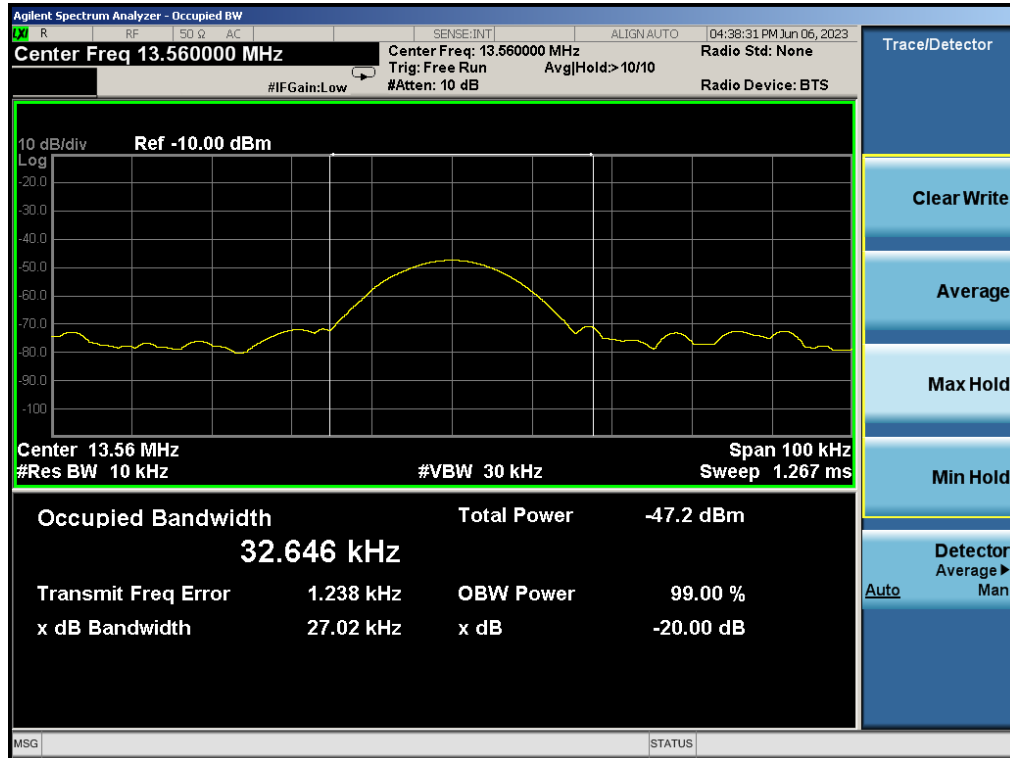 Agilent Spectrum Analyzer - Occupied BW
LXI R RF 50 Ω AC SENSE:INT ALIGN AUTO 04:38:31 PM Jun 06, 2023
Center Freq 13.560000 MHz
Center Freq: 13.560000 MHz Radio Std: None
Trig: Free Run Avg|Hold:> 10/10
#IFGain:Low #Atten: 10 dB Radio Device: BTS
10 dB/div Ref -10.00 dBm
Log
-20.0
-30.0
-40.0
-50.0
-60.0
-70.0
-80.0
-90.0
-100
Center 13.56 MHz Span 100 kHz
#Res BW 10 kHz #VBW 30 kHz Sweep 1.267 ms
Occupied Bandwidth Total Power -47.2 dBm
32.646 kHz
Transmit Freq Error 1.238 kHz OBW Power 99.00 %
x dB Bandwidth 27.02 kHz x dB -20.00 dB
MSG STATUS
Trace/Detector
Clear Write
Average
Max Hold
Min Hold
Detector
Average▶
Auto Man